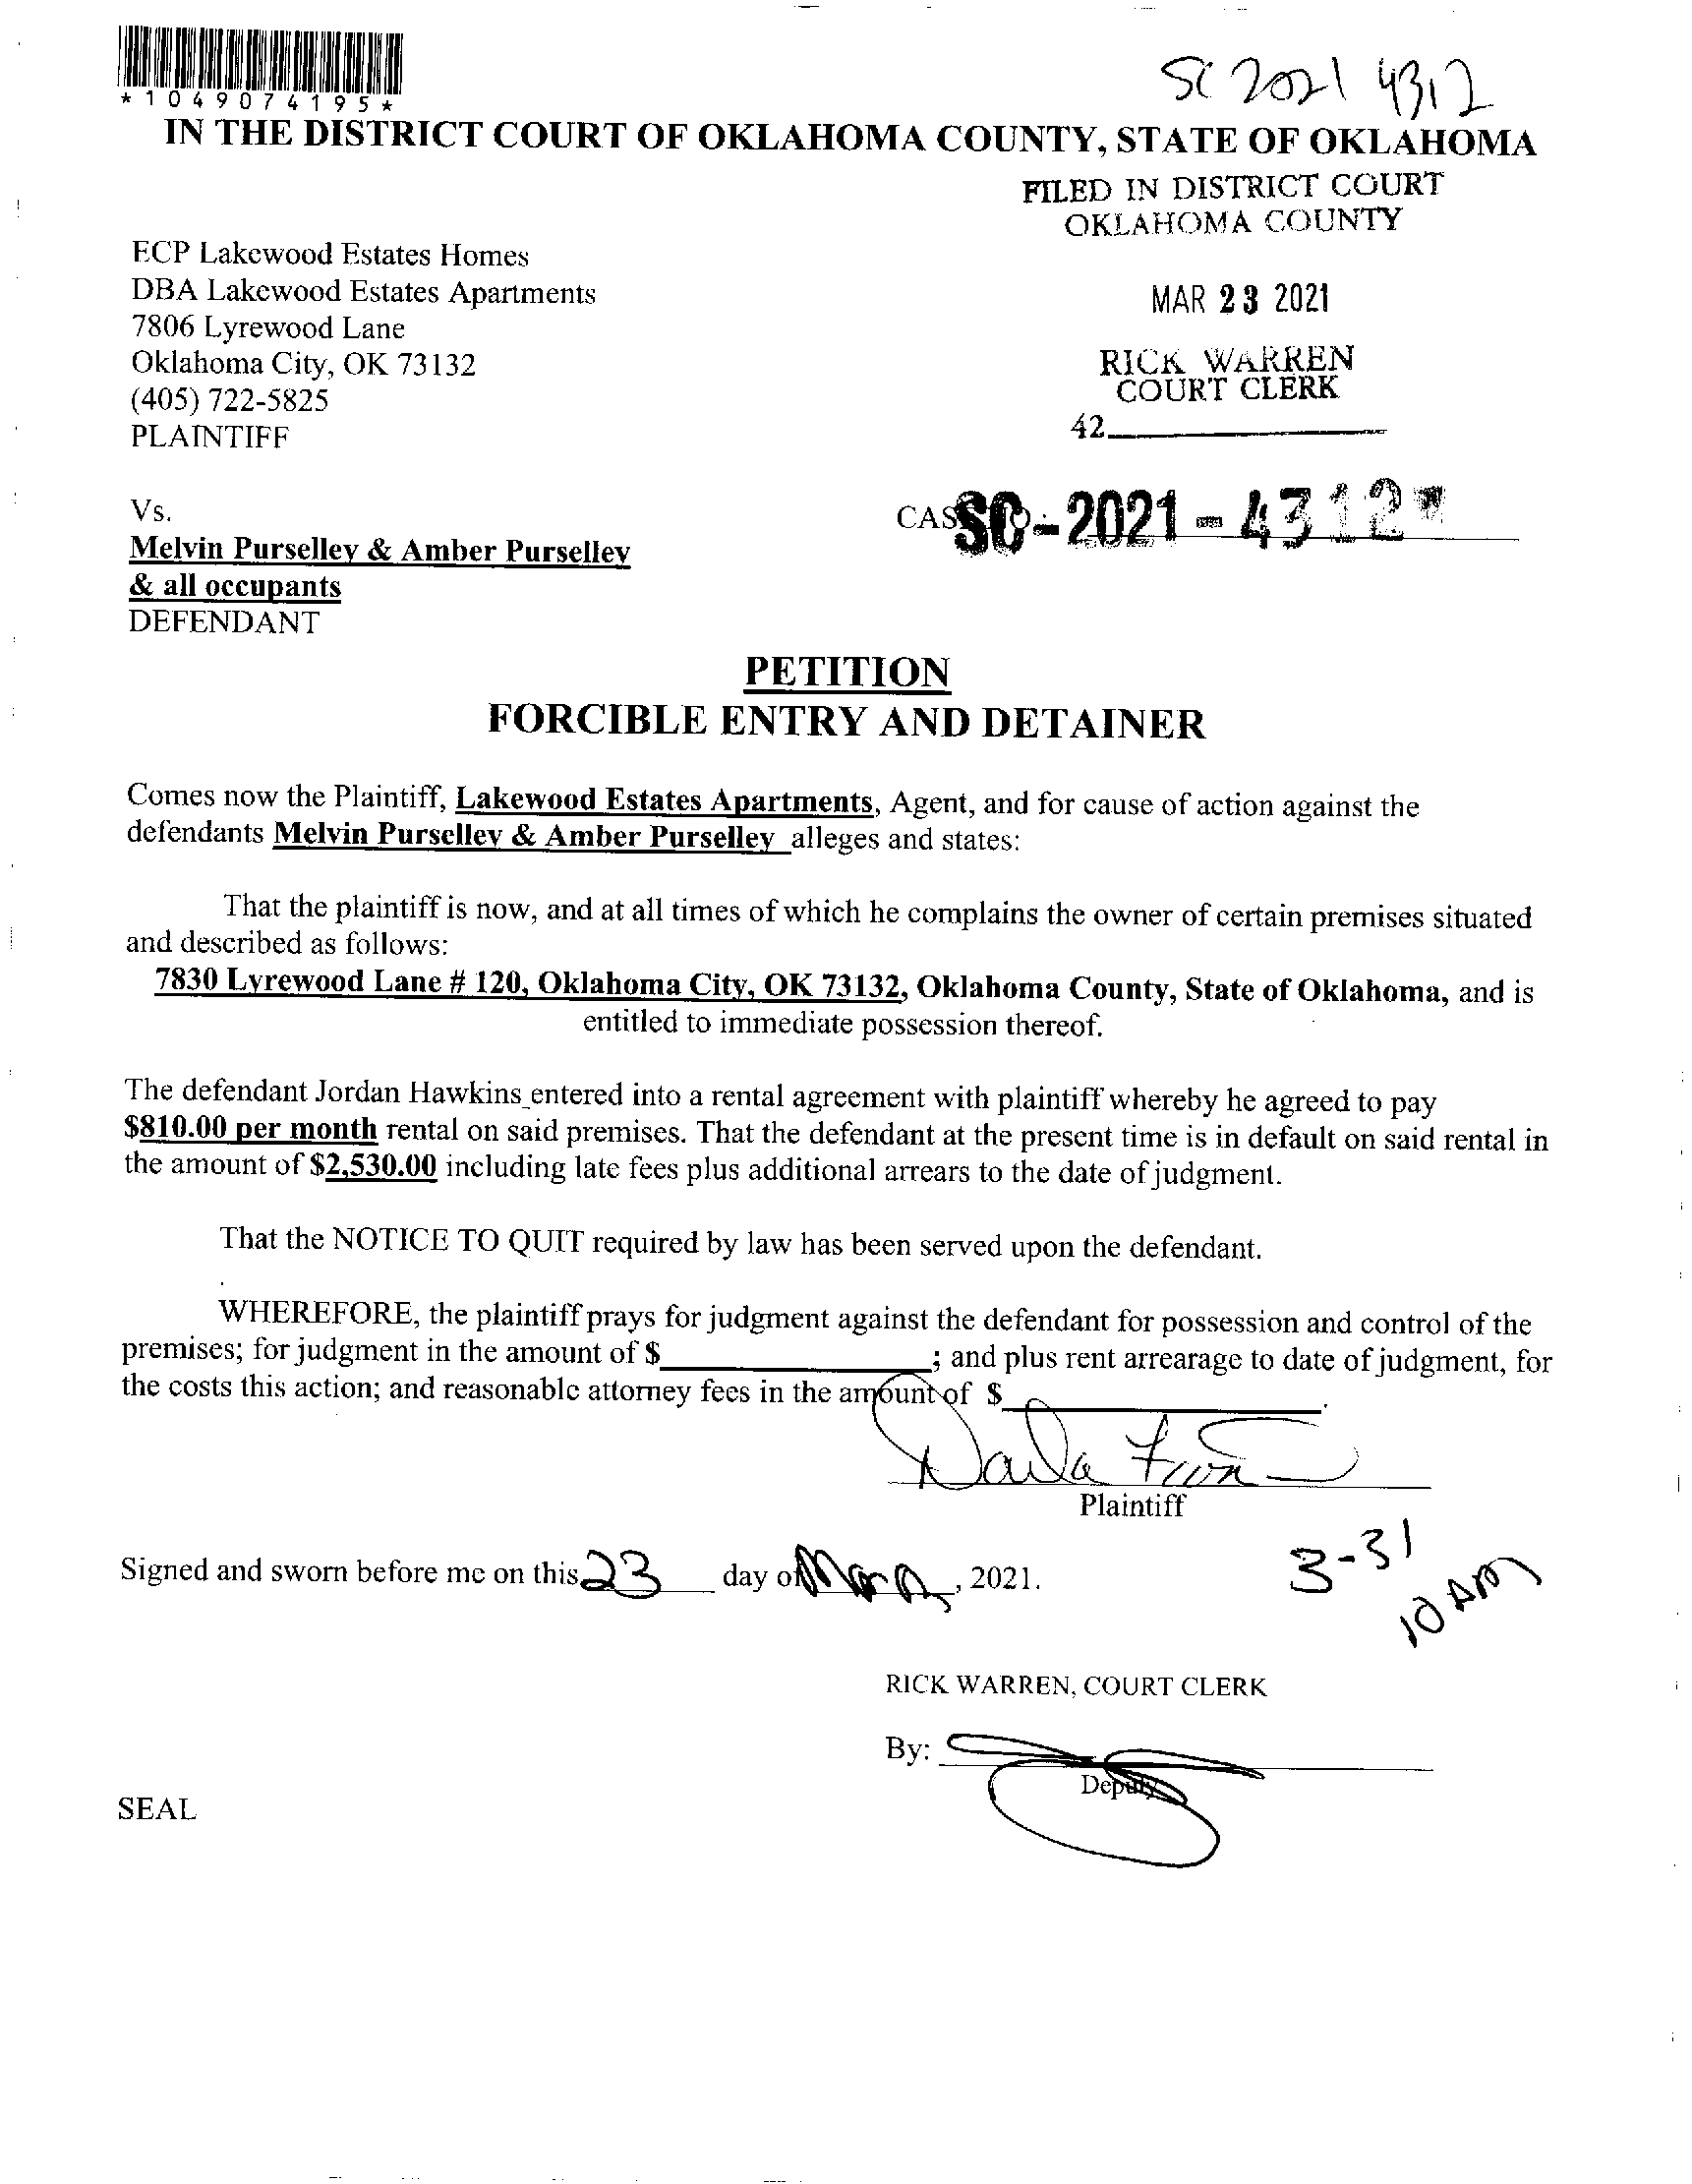 *1049074195*
SC 2021 4312
IN THE DISTRICT COURT OF OKLAHOMA COUNTY, STATE OF OKLAHOMA
FILED IN DISTRICT COURT
OKLAHOMA COUNTY
ECP Lakewood Estates Homes
DBA Lakewood Estates Apartments
7806 Lyrewood Lane
Oklahoma City, OK 73132
(405) 722-5825
PLAINTIFF
MAR 23 2021
RICK WARREN
COURT CLERK
42
Vs.
Melvin Purselley & Amber Purselley
& all occupants
DEFENDANT
SC-2021-4312
PETITION
FORCIBLE ENTRY AND DETAINER
Comes now the Plaintiff, Lakewood Estates Apartments, Agent, and for cause of action against the
defendants Melvin Purselley & Amber Purselley alleges and states:
That the plaintiff is now, and at all times of which he complains the owner of certain premises situated
and described as follows:
7830 Lyrewood Lane # 120, Oklahoma City, OK 73132, Oklahoma County, State of Oklahoma, and is
entitled to immediate possession thereof.
The defendant Jordan Hawkins entered into a rental agreement with plaintiff whereby he agreed to pay
$810.00 per month rental on said premises. That the defendant at the present time is in default on said rental in
the amount of $2,530.00 including late fees plus additional arrears to the date of judgment.
That the NOTICE TO QUIT required by law has been served upon the defendant.
WHEREFORE, the plaintiff prays for judgment against the defendant for possession and control of the
premises; for judgment in the amount of $____; and plus rent arrearage to date of judgment, for
the costs this action; and reasonable attorney fees in the amount of $____.
Darla
Plaintiff
Signed and sworn before me on this 23 day of March, 2021.
3-31
10 AM
RICK WARREN, COURT CLERK
By:
Deputy
SEAL